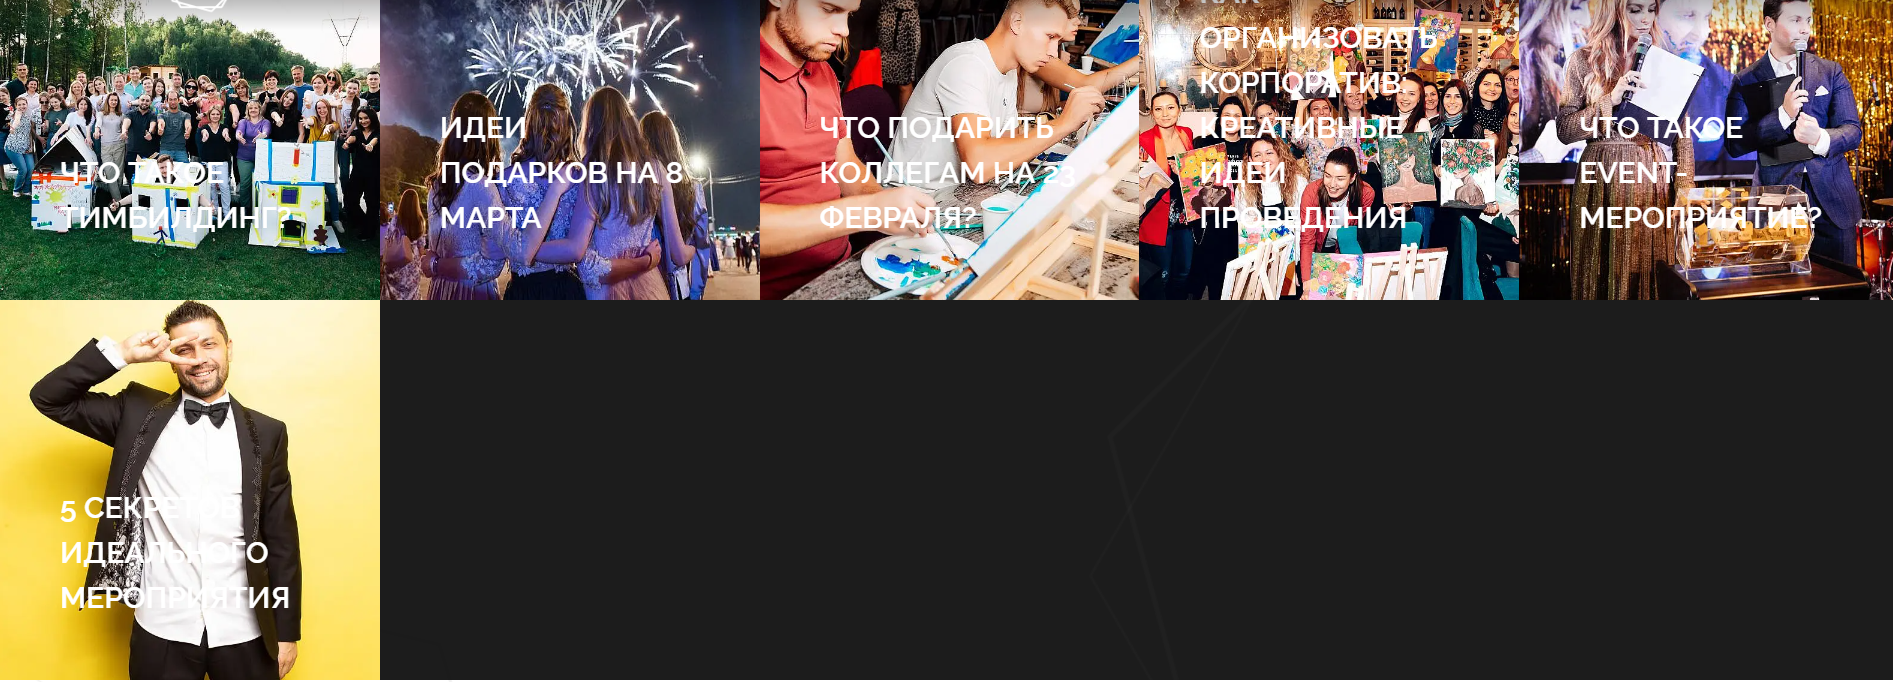 ЧТО ТАКОЕ
ТИМБИЛДИНГ?
ИДЕИ
ПОДАРКОВ НА 8
МАРТА
ЧТО ПОДАРИТЬ
КОЛЛЕГАМ НА 23
ФЕВРАЛЯ?
КАК
ОРГАНИЗОВАТЬ
КОРПОРАТИВ:
КРЕАТИВНЫЕ
ИДЕИ
ПРОВЕДЕНИЯ
ЧТО ТАКОЕ
EVENT-
МЕРОПРИЯТИЕ?
5 СЕКРЕТОВ
ИДЕАЛЬНОГО
МЕРОПРИЯТИЯ